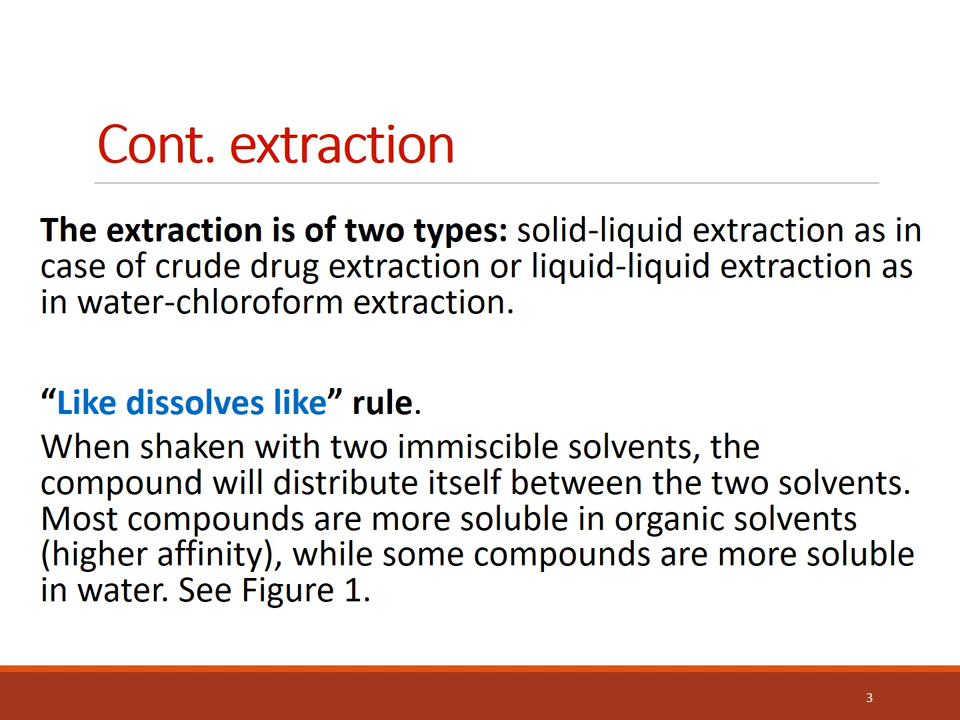 Cont. extraction
The extraction is of two types: solid-liquid extraction as in
case of crude drug extraction or liquid-liquid extraction as
in water-chloroform extraction.
“Like dissolves like” rule.
When shaken with two immiscible solvents, the
compound will distribute itself between the two solvents.
Most compounds are more soluble in organic solvents
(higher affinity), while some compounds are more soluble
in water. See Figure 1.
3